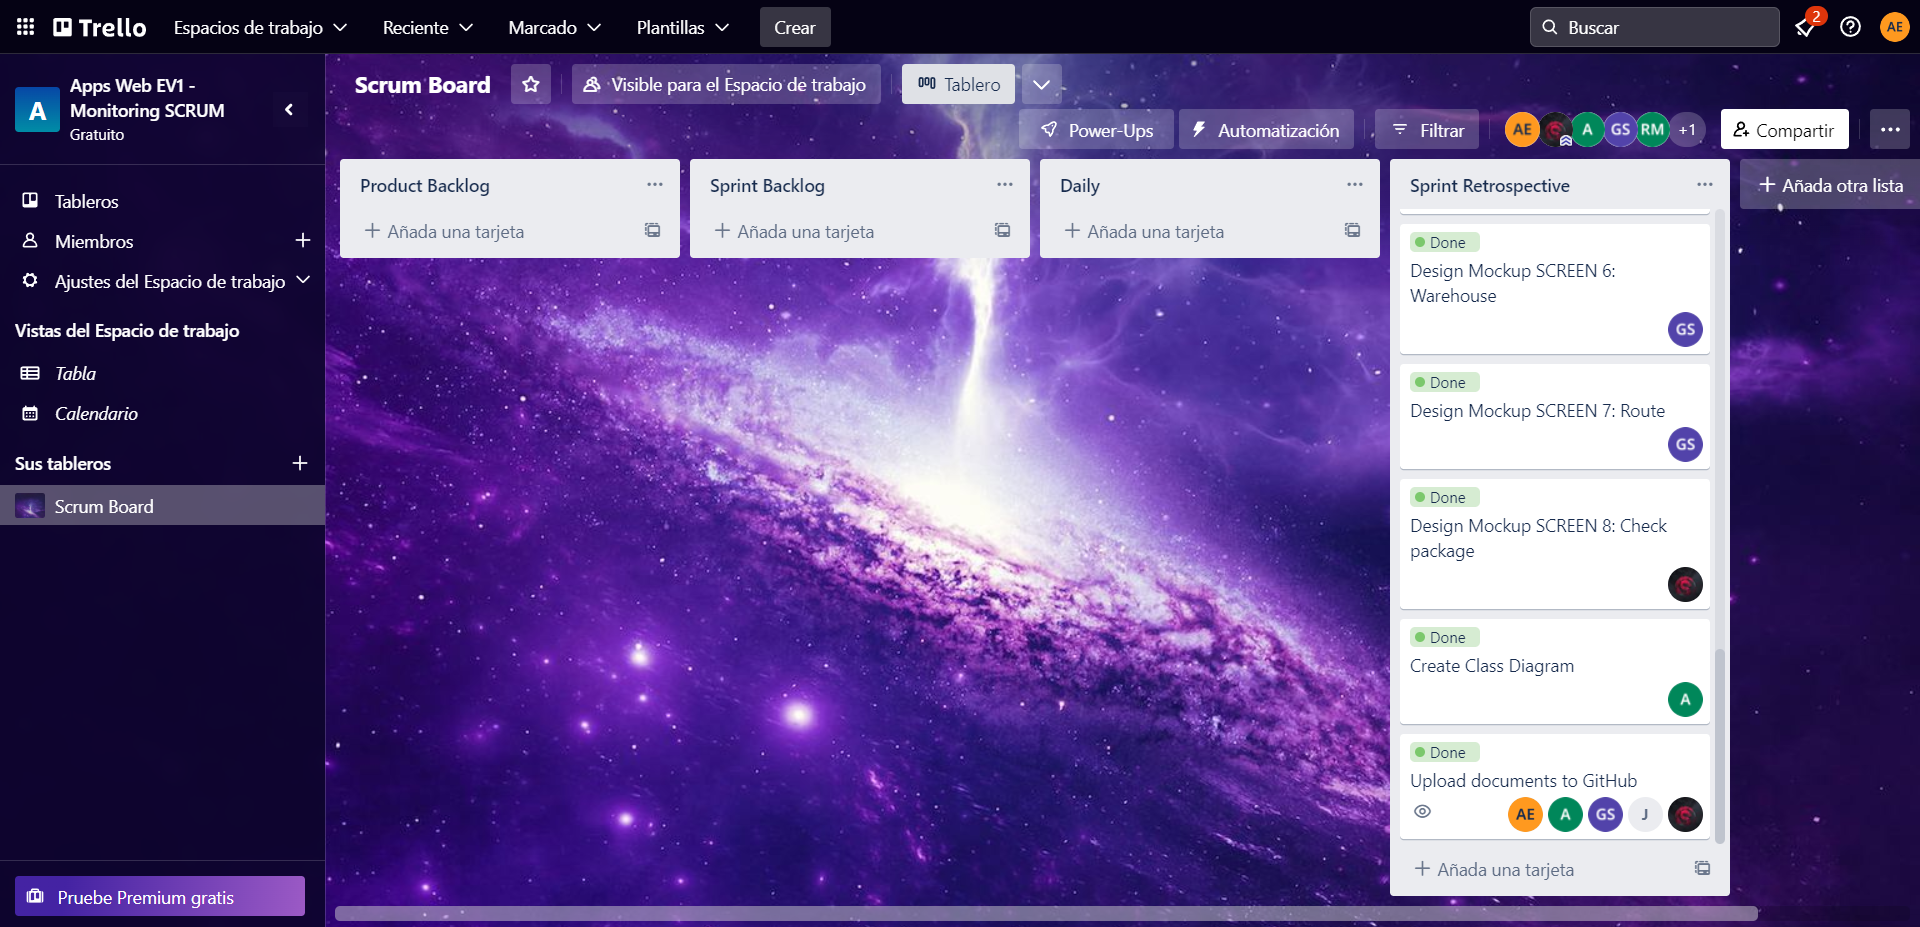 Trello
Espacios de trabajo
Reciente
Marcado
Plantillas
Crear
Buscar
2
AE
A
Apps Web EV1 -
Monitoring SCRUM
Gratuito
Tableros
Miembros
Ajustes del Espacio de trabajo
Vistas del Espacio de trabajo
Tabla
Calendario
Sus tableros
Scrum Board
Pruebe Premium gratis
Scrum Board
Visible para el Espacio de trabajo
Tablero
Power-Ups
Automatización
Filtrar
AE
A
GS
RM
+1
Compartir
Product Backlog
Añada una tarjeta
Sprint Backlog
Añada una tarjeta
Daily
Añada una tarjeta
Sprint Retrospective
Done
Design Mockup SCREEN 6:
Warehouse
GS
Done
Design Mockup SCREEN 7: Route
GS
Done
Design Mockup SCREEN 8: Check
package
Done
Create Class Diagram
A
Done
Upload documents to GitHub
AE
A
GS
J
Añada una tarjeta
Añada otra lista